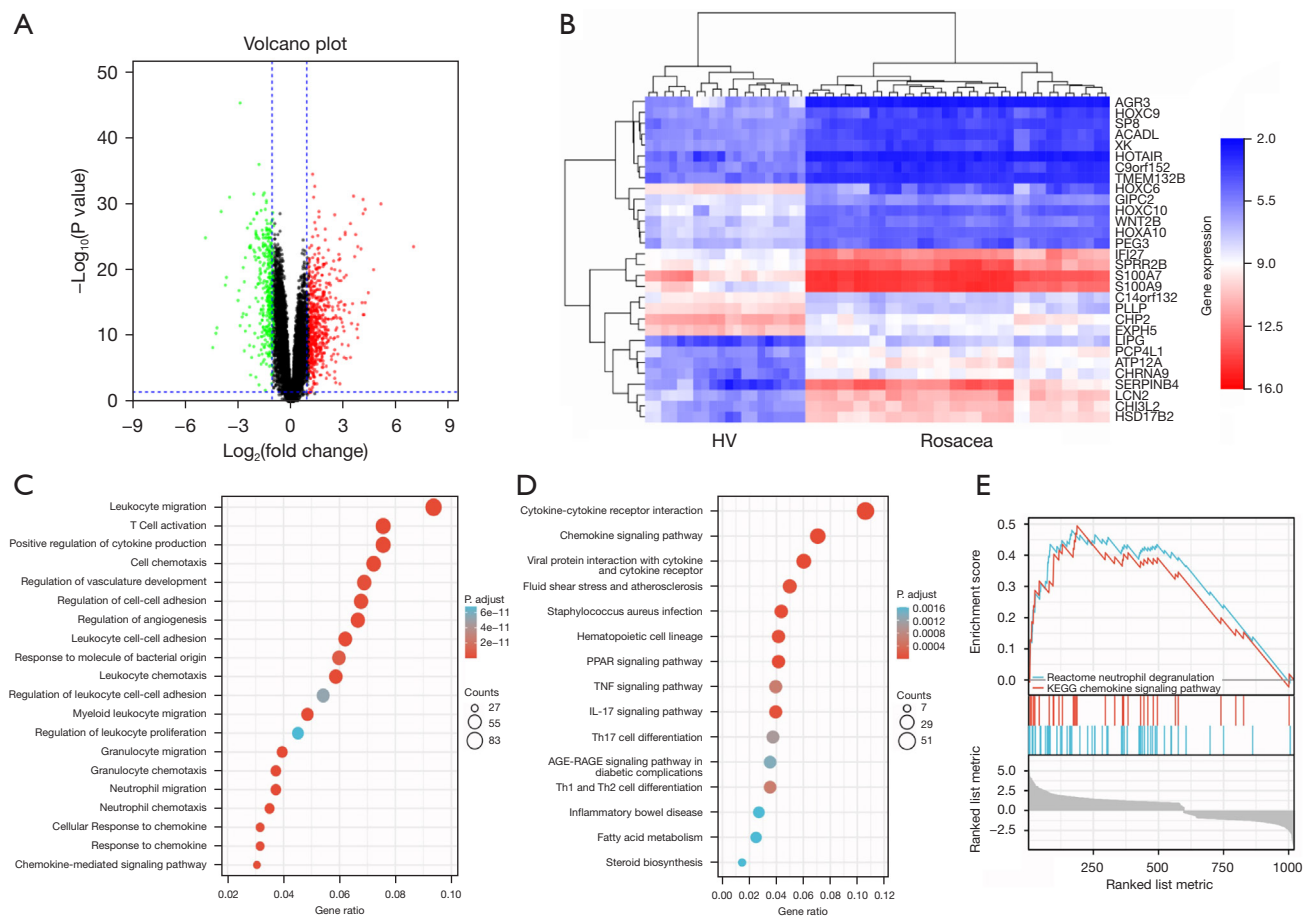 A
Volcano plot
50
40
30
20
10
0
−Log10(P value)
−9
−6
−3
0
3
6
9
Log2(fold change)
B
AGR3
HOXC9
SP8
ACADL
XK
HOTAIR
C9orf152
TMEM132B
HOXC6
GIPC2
HOXC10
WNT2B
HOXA10
PEG3
IFI27
SPRR2B
S100A7
S100A9
C14orf132
PLLP
CHP2
EXPH5
LIPG
PCP4L1
ATP12A
CHRNA9
SERPINB4
LCN2
CHI3L2
HSD17B2
HV
Rosacea
Gene expression
2.0
5.5
9.0
12.5
16.0
C
Leukocyte migration
T Cell activation
Positive regulation of cytokine production
Cell chemotaxis
Regulation of vasculature development
Regulation of cell-cell adhesion
Regulation of angiogenesis
Leukocyte cell-cell adhesion
Response to molecule of bacterial origin
Leukocyte chemotaxis
Regulation of leukocyte cell-cell adhesion
Myeloid leukocyte migration
Regulation of leukocyte proliferation
Granulocyte migration
Granulocyte chemotaxis
Neutrophil migration
Neutrophil chemotaxis
Cellular Response to chemokine
Response to chemokine
Chemokine-mediated signaling pathway
0.02
0.04
0.06
0.08
0.10
Gene ratio
P. adjust
6e−11
4e−11
2e−11
Counts
27
55
83
D
Cytokine-cytokine receptor interaction
Chemokine signaling pathway
Viral protein interaction with cytokine
and cytokine receptor
Fluid shear stress and atherosclerosis
Staphylococcus aureus infection
Hematopoietic cell lineage
PPAR signaling pathway
TNF signaling pathway
IL-17 signaling pathway
Th17 cell differentiation
AGE-RAGE signaling pathway in
diabetic complications
Th1 and Th2 cell differentiation
Inflammatory bowel disease
Fatty acid metabolism
Steroid biosynthesis
0.00
0.02
0.04
0.06
0.08
0.10
0.12
Gene ratio
P. adjust
0.0016
0.0012
0.0008
0.0004
Counts
7
29
51
E
0.5
0.4
0.3
0.2
0.1
0.0
Enrichment score
Reactome neutrophil degranulation
KEGG chemokine signaling pathway
5.0
2.5
0.0
−2.5
Ranked list metric
250
500
750
1000
Ranked list metric